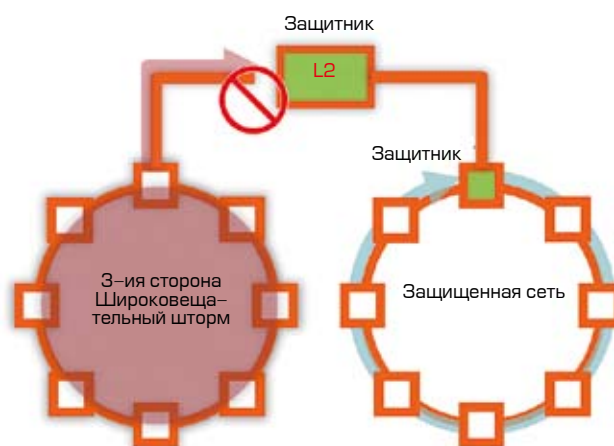 Защитник
L2
Защитник
3-ия сторона
Широковеща-
тельный шторм
Защищенная сеть